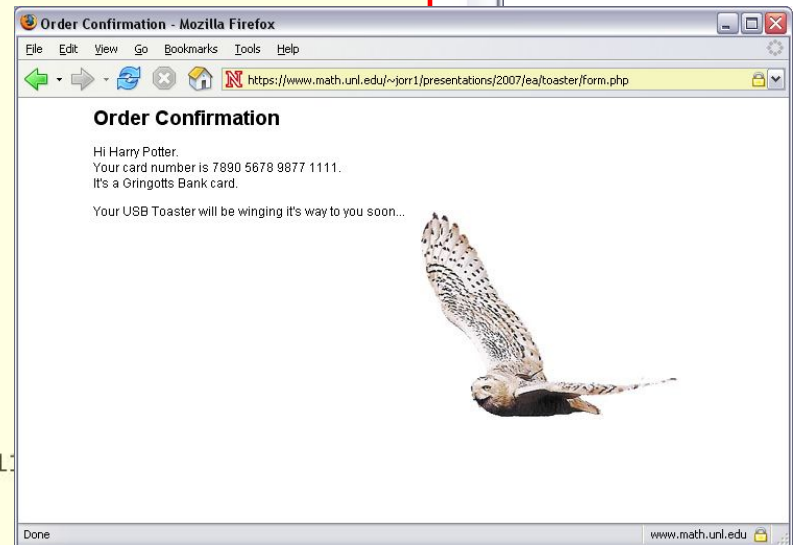 Order Confirmation - Mozilla Firefox
File Edit View Go Bookmarks Tools Help
https://www.math.unl.edu/~jorr1/presentations/2007/ea/toaster/form.php
Order Confirmation
Hi Harry Potter.
Your card number is 7890 5678 9877 1111.
It's a Gringotts Bank card.
Your USB Toaster will be winging it's way to you soon...
Done www.math.unl.edu